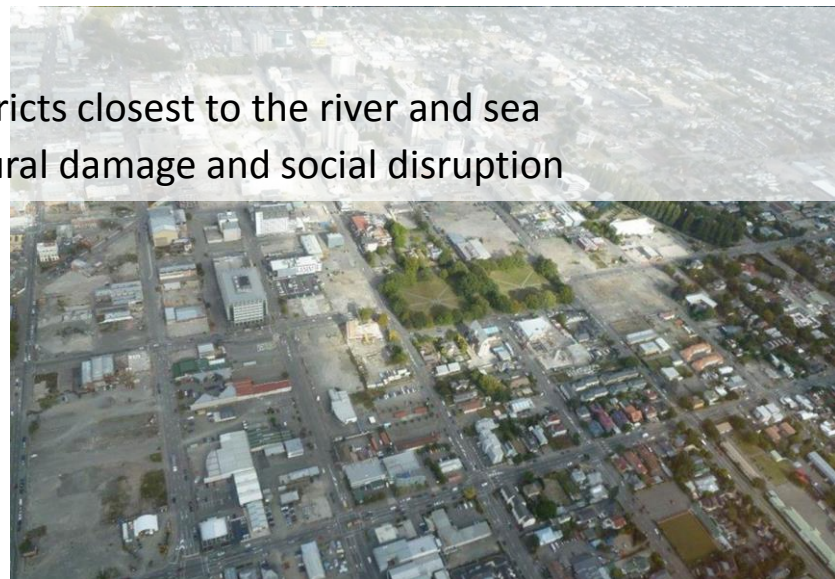 ricts closest to the river and sea
ural damage and social disruption